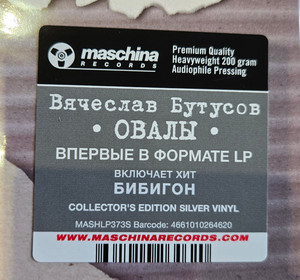 maschina
RECORDS
Premium Quality
Heavyweight 200 gram
Audiophile Pressing
Вячеслав Бутусов
• ОВАЛЫ •
ВПЕРВЫЕ В ФОРМАТЕ LP
ВКЛЮЧАЕТ ХИТ
БИБИГОН
COLLECTOR'S EDITION SILVER VINYL
MASHLP373S Barcode: 4661010264620
WWW.MASCHINARECORDS.COM